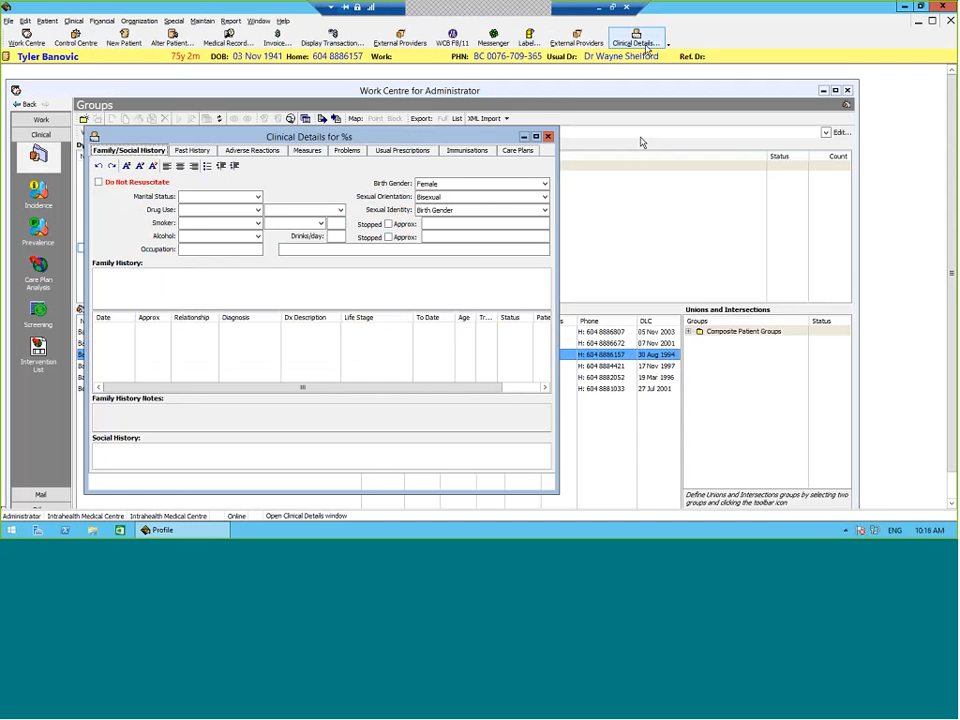 File Edit Patient Clinical Financial Organization Special Maintain Report Window Help
Work Centre Control Centre New Patient Alter Patient... Medical Record... Invoice... Display Transaction... External Providers WCB F8/11 Messenger Label... External Providers Clinical Details...
Tyler Banovic 75y 2m DOB: 03 Nov 1941 Home: 604 8886157 Work: PHN: BC 0076-709-365 Usual Dr: Dr Wayne Shelford Ref. Dr:
Work Centre for Administrator
Back Groups
Work Map: Point Block Export: Full List XML Import
Clinical Edit...
Clinical Details for %s
Family/Social History Past History Adverse Reactions Measures Problems Usual Prescriptions Immunisations Care Plans
Status Count
Do Not Resuscitate
Birth Gender: Female
Marital Status: Sexual Orientation: Bisexual
Drug Use: Sexual Identity: Birth Gender
Smoker: Stopped Approx:
Alcohol: Drinks/day: Stopped Approx:
Occupation:
Family History:
Date Approx Relationship Diagnosis Dx Description Life Stage To Date Age Tr... Status Patie
Family History Notes:
Social History:
Incidence
Prevalence
Care Plan
Analysis
Screening
Intervention
List
Mail
Phone DLC
H: 604 8886807 05 Nov 2003
H: 604 8886672 07 Nov 2001
H: 604 8886157 30 Aug 1994
H: 604 8884421 17 Nov 1997
H: 604 8882052 19 Mar 1996
H: 604 8881033 27 Jul 2001
Unions and Intersections
Groups Status
Composite Patient Groups
Define Unions and Intersections groups by selecting two
groups and clicking the toolbar icon
Administrator Intrahealth Medical Centre Intrahealth Medical Centre Open Clinical Details window
Profile ENG 10:16 AM